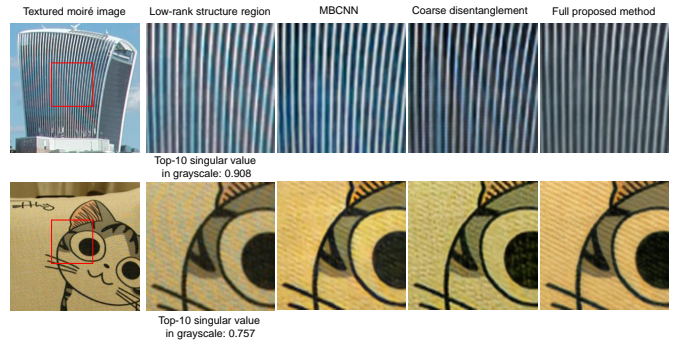 Textured moiré image
Low-rank structure region
MBCNN
Coarse disentanglement
Full proposed method
Top-10 singular value
in grayscale: 0.908
Top-10 singular value
in grayscale: 0.757